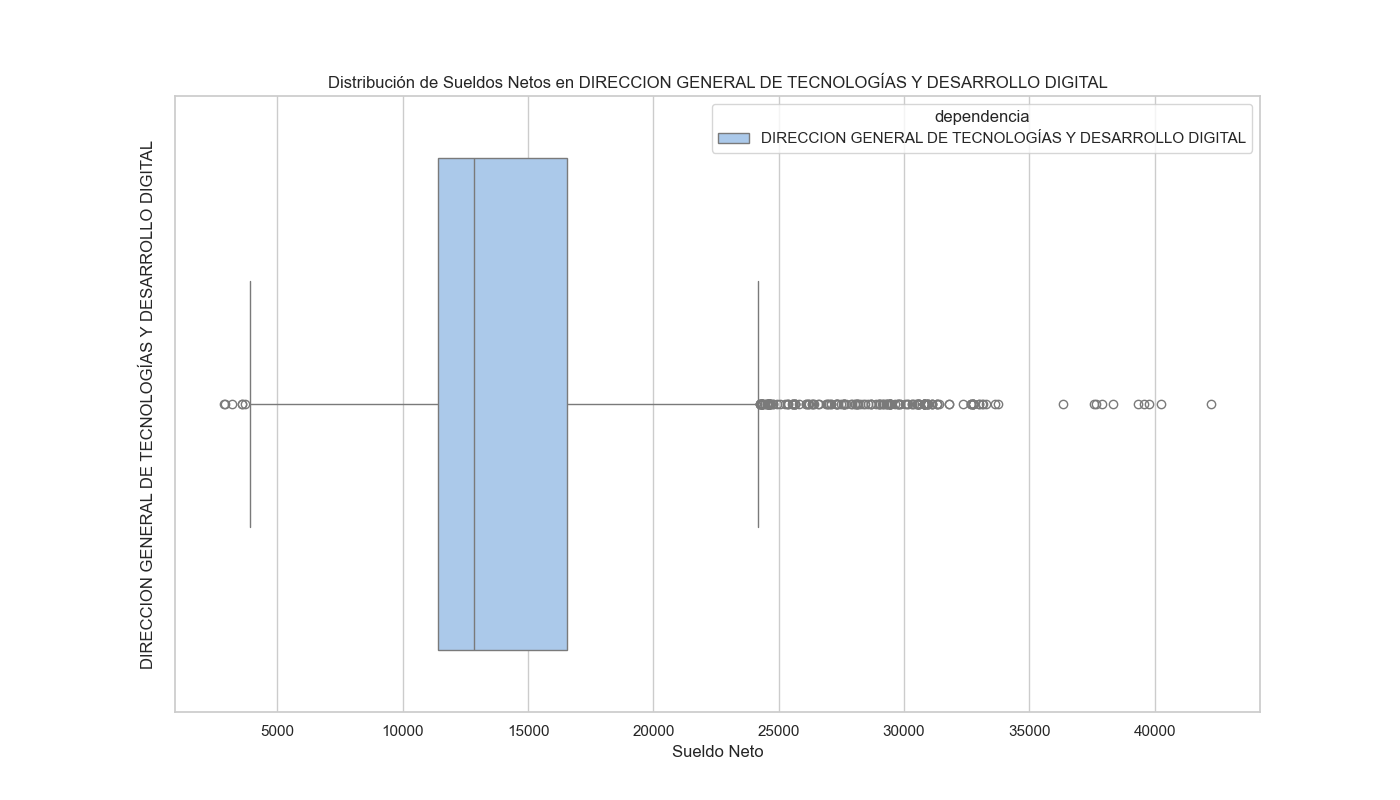 Distribución de Sueldos Netos en DIRECCION GENERAL DE TECNOLOGÍAS Y DESARROLLO DIGITAL
dependencia
DIRECCION GENERAL DE TECNOLOGÍAS Y DESARROLLO DIGITAL
DIRECCION GENERAL DE TECNOLOGÍAS Y DESARROLLO DIGITAL
5000 10000 15000 20000 25000 30000 35000 40000
Sueldo Neto